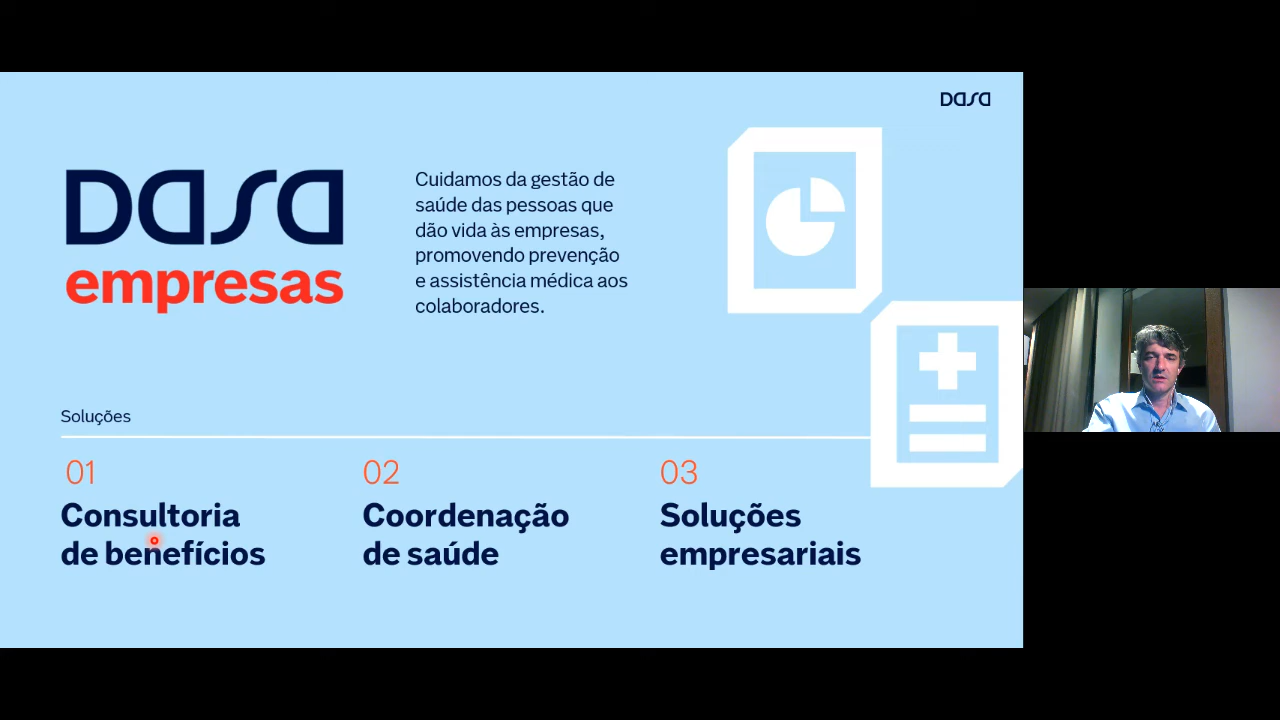 Dasa
Dasa
empresas
Cuidamos da gestão de
saúde das pessoas que
dão vida às empresas,
promovendo prevenção
e assistência médica aos
colaboradores.
Soluções
01
Consultoria
de benefícios
02
Coordenação
de saúde
03
Soluções
empresariais